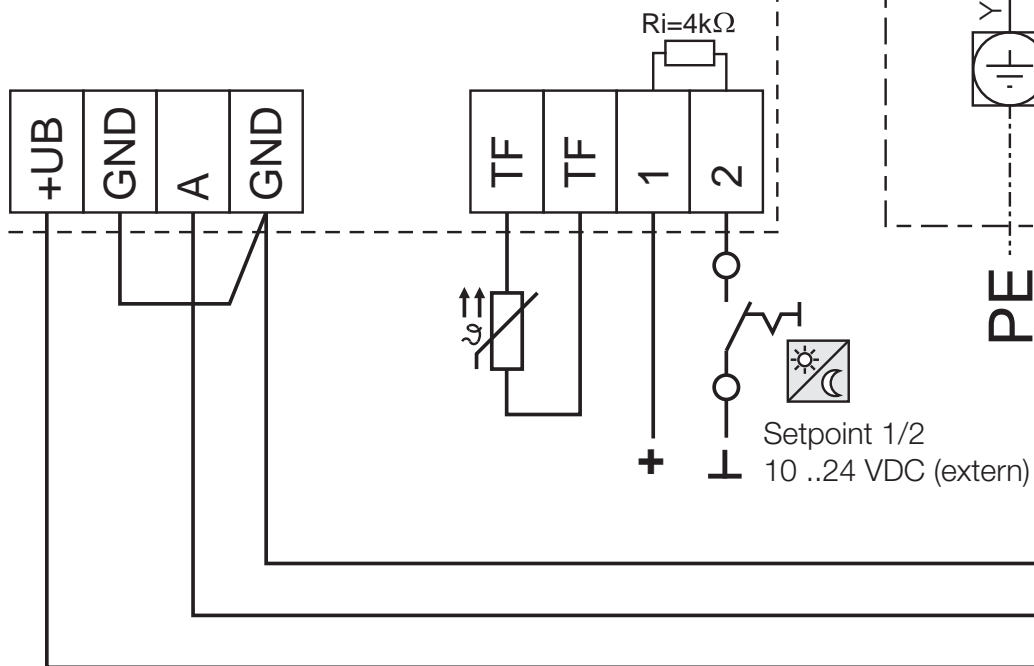 Ri=4kΩ
Y
+UB
GND
A
GND
TF
TF
1
2
PE
ϑ
Setpoint 1/2
+ ⊥ 10 ..24 VDC (extern)